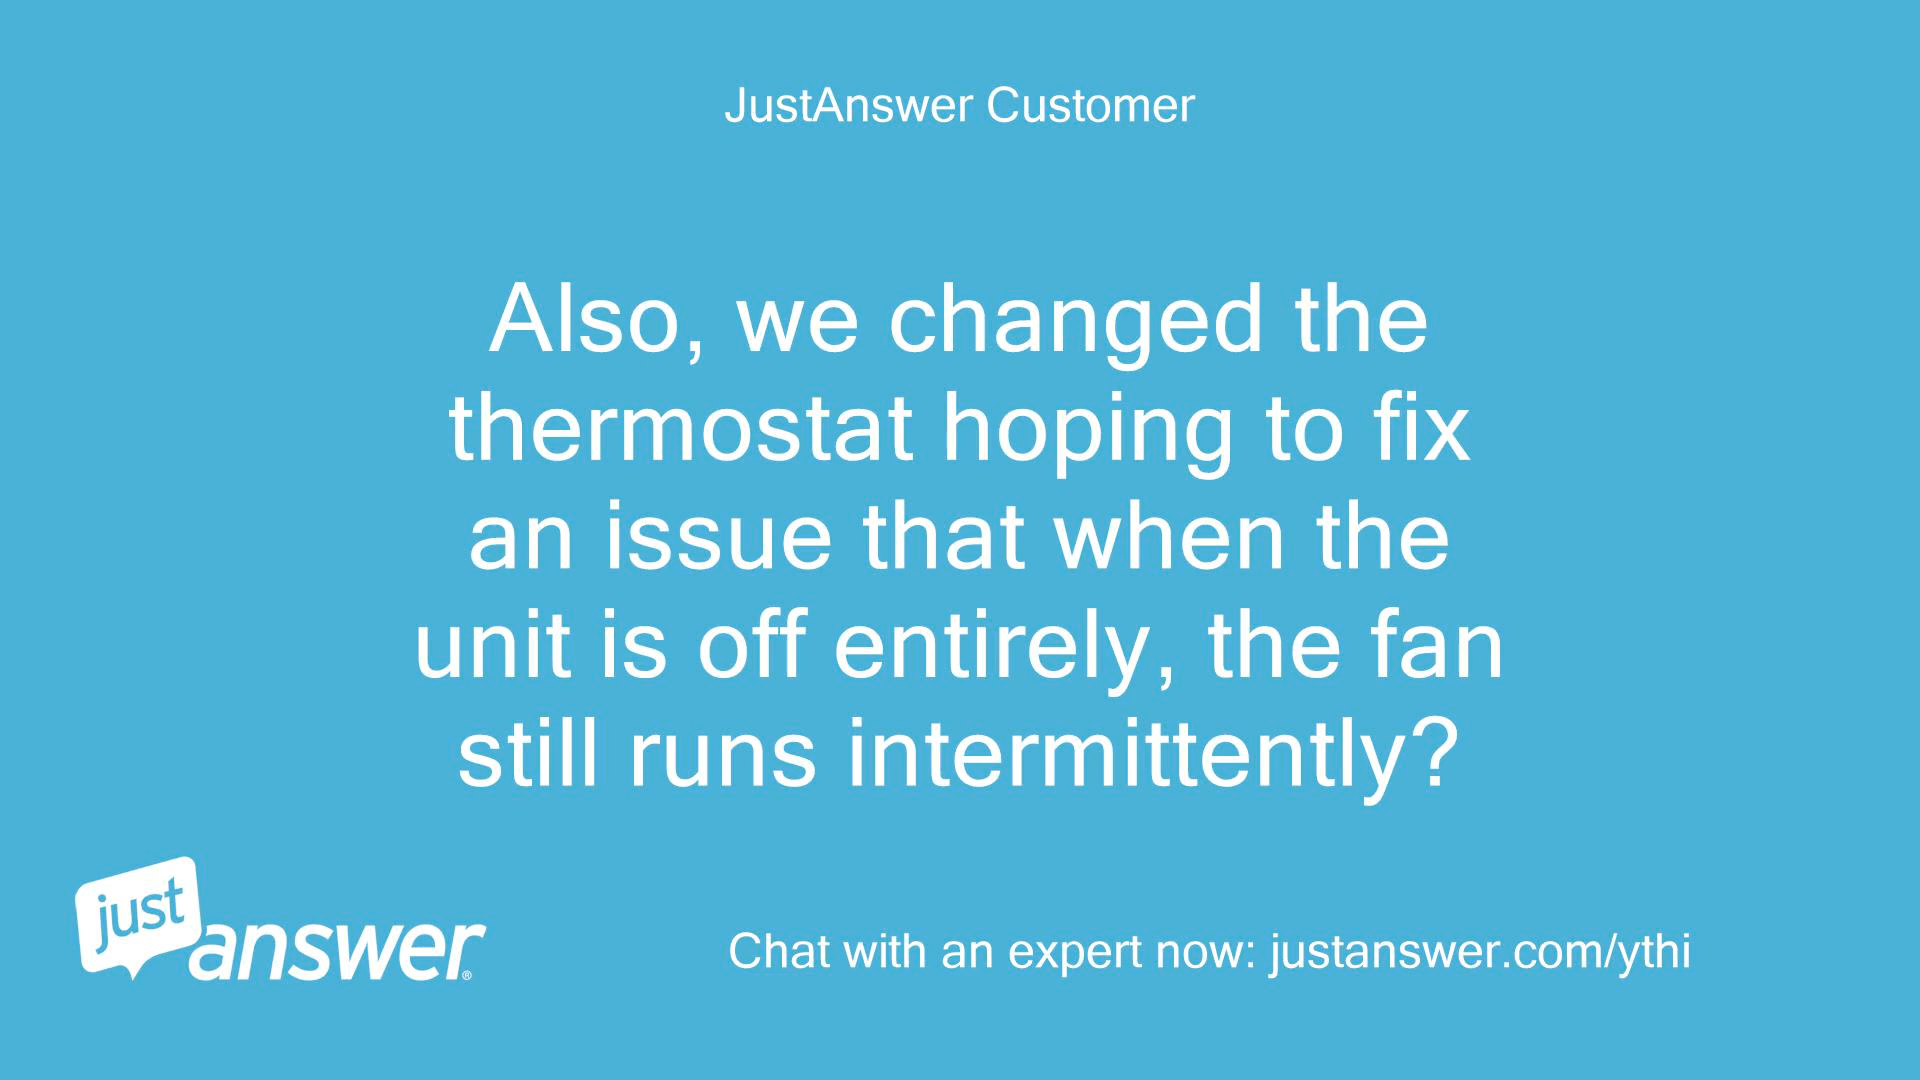 JustAnswer Customer
Also, we changed the
thermostat hoping to fix
an issue that when the
unit is off entirely, the fan
still runs intermittently?
just
answer®
Chat with an expert now: justanswer.com/ythi